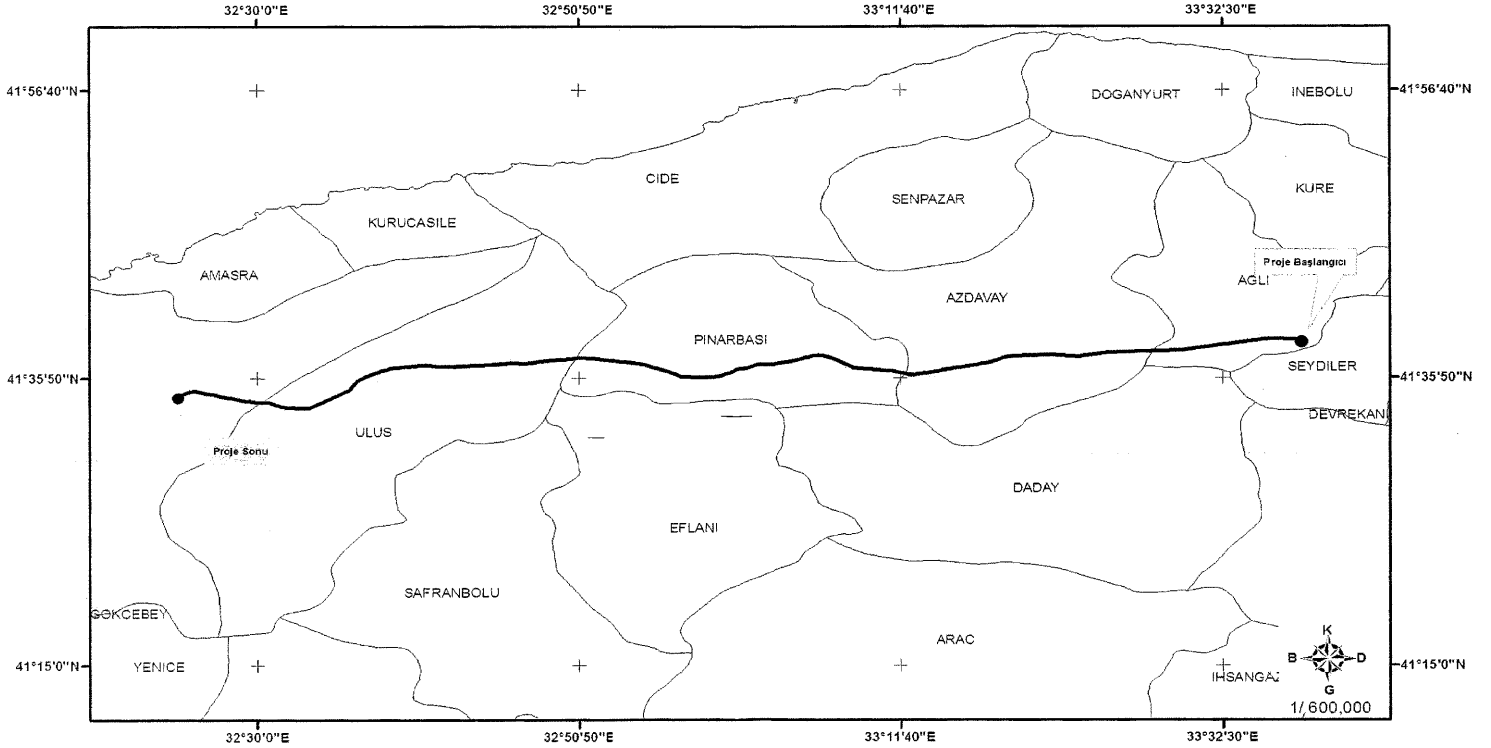 32°30'0"E 32°50'50"E 33°11'40"E 33°32'30"E
41°56'40"N 41°56'40"N
DOGANYURT INEBOLU
CIDE
SENPAZAR KURE
KURUCASILE
AMASRA
Proje Başlangıcı
AGLI
AZDAVAY
PINARBASI
SEYDILER
41°35'50"N 41°35'50"N
DEVREKAN
ULUS
Proje Sonu
DADAY
EFLANI
SAFRANBOLU
GOKCEBEY
ARAC
K
B D
G
YENICE
41°15'0"N 41°15'0"N
IHSANGAZ
1/600,000
32°30'0"E 32°50'50"E 33°11'40"E 33°32'30"E